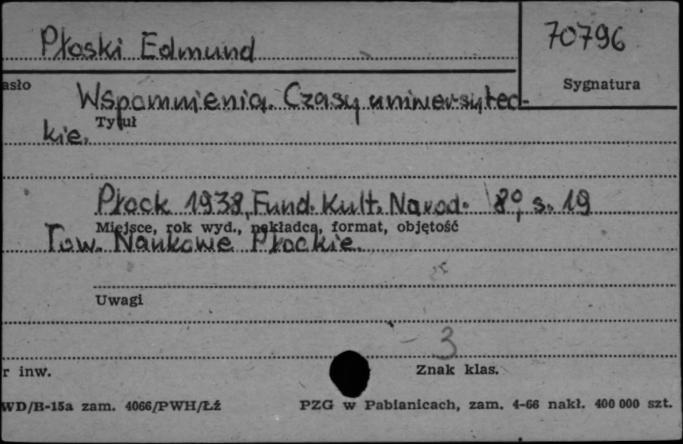 Płoski Edmund
70796
asło
Sygnatura
Wspomnienia. Czasy uniwersytec-
Tytuł
kie.
Płock 1938, Fund. Kult. Narod. 8°, s. 19
Miejsce, rok wyd., nakładca, format, objętość
Tow. Naukowe Płockie.
Uwagi
3
r inw.
Znak klas.
WD/B-15a zam. 4066/PWH/Łź
PZG w Pabianicach, zam. 4-66 nakł. 400 000 szt.